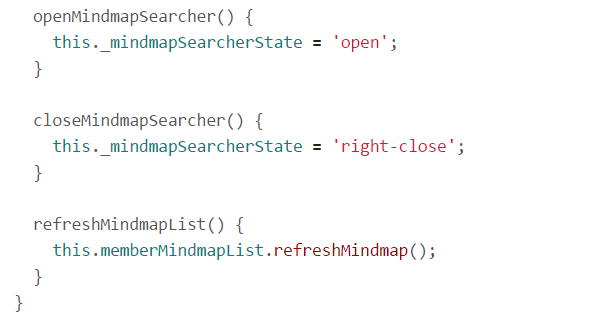 openMindmapSearcher() {
this._mindmapSearcherState = 'open';
}
closeMindmapSearcher() {
this._mindmapSearcherState = 'right-close';
}
refreshMindmapList() {
this.memberMindmapList.refreshMindmap();
}
}